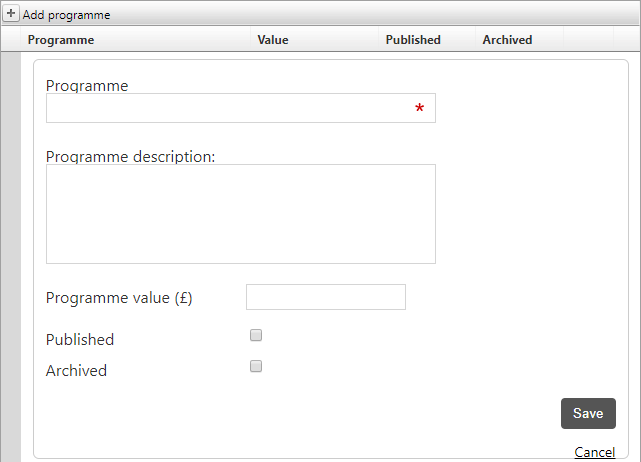 Add programme
Programme Value Published Archived
Programme
*
Programme description:
Programme value (£)
Published
Archived
Save
Cancel